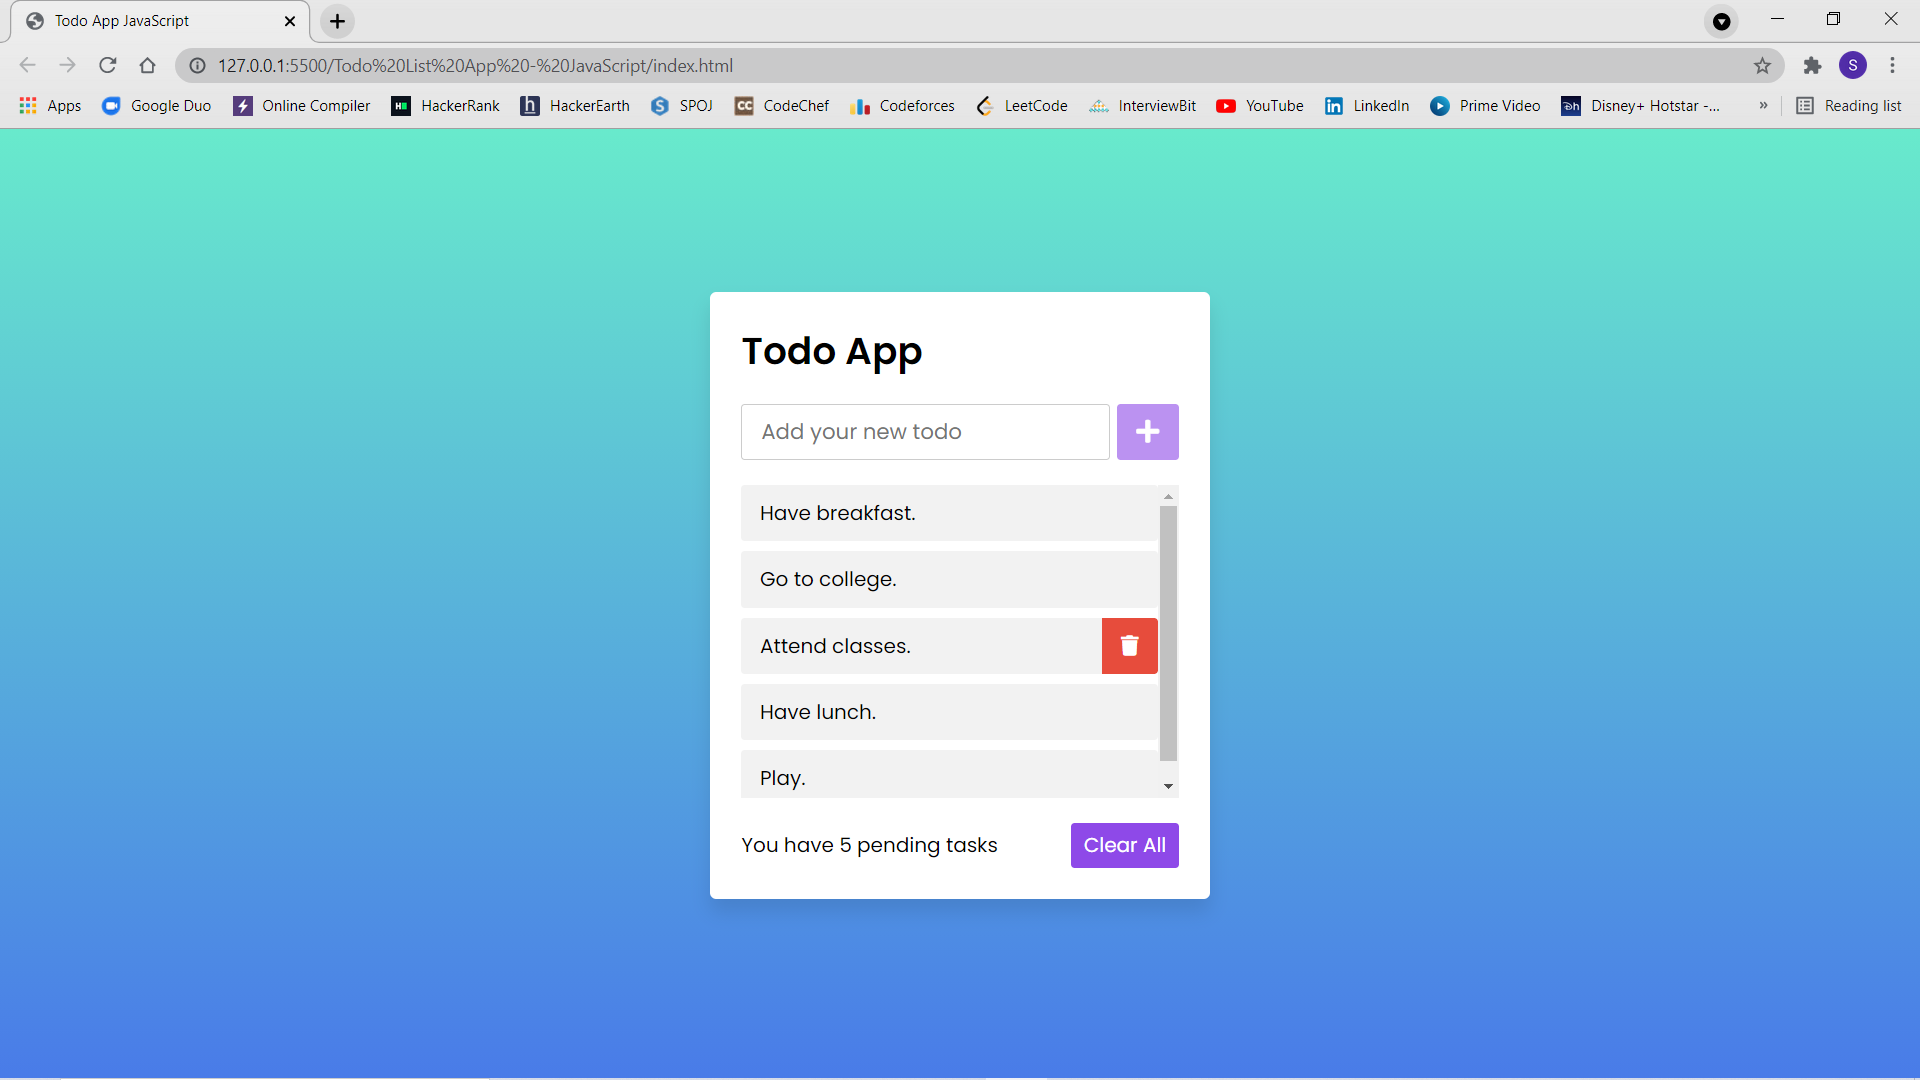 Todo App JavaScript
127.0.0.1:5500/Todo%20List%20App%20-%20JavaScript/index.html
S
Apps Google Duo Online Compiler HackerRank HackerEarth SPOJ CodeChef Codeforces LeetCode InterviewBit YouTube LinkedIn Prime Video Disney+ Hotstar -... » Reading list
Todo App
Add your new todo
Have breakfast.
Go to college.
Attend classes.
Have lunch.
Play.
You have 5 pending tasks Clear All